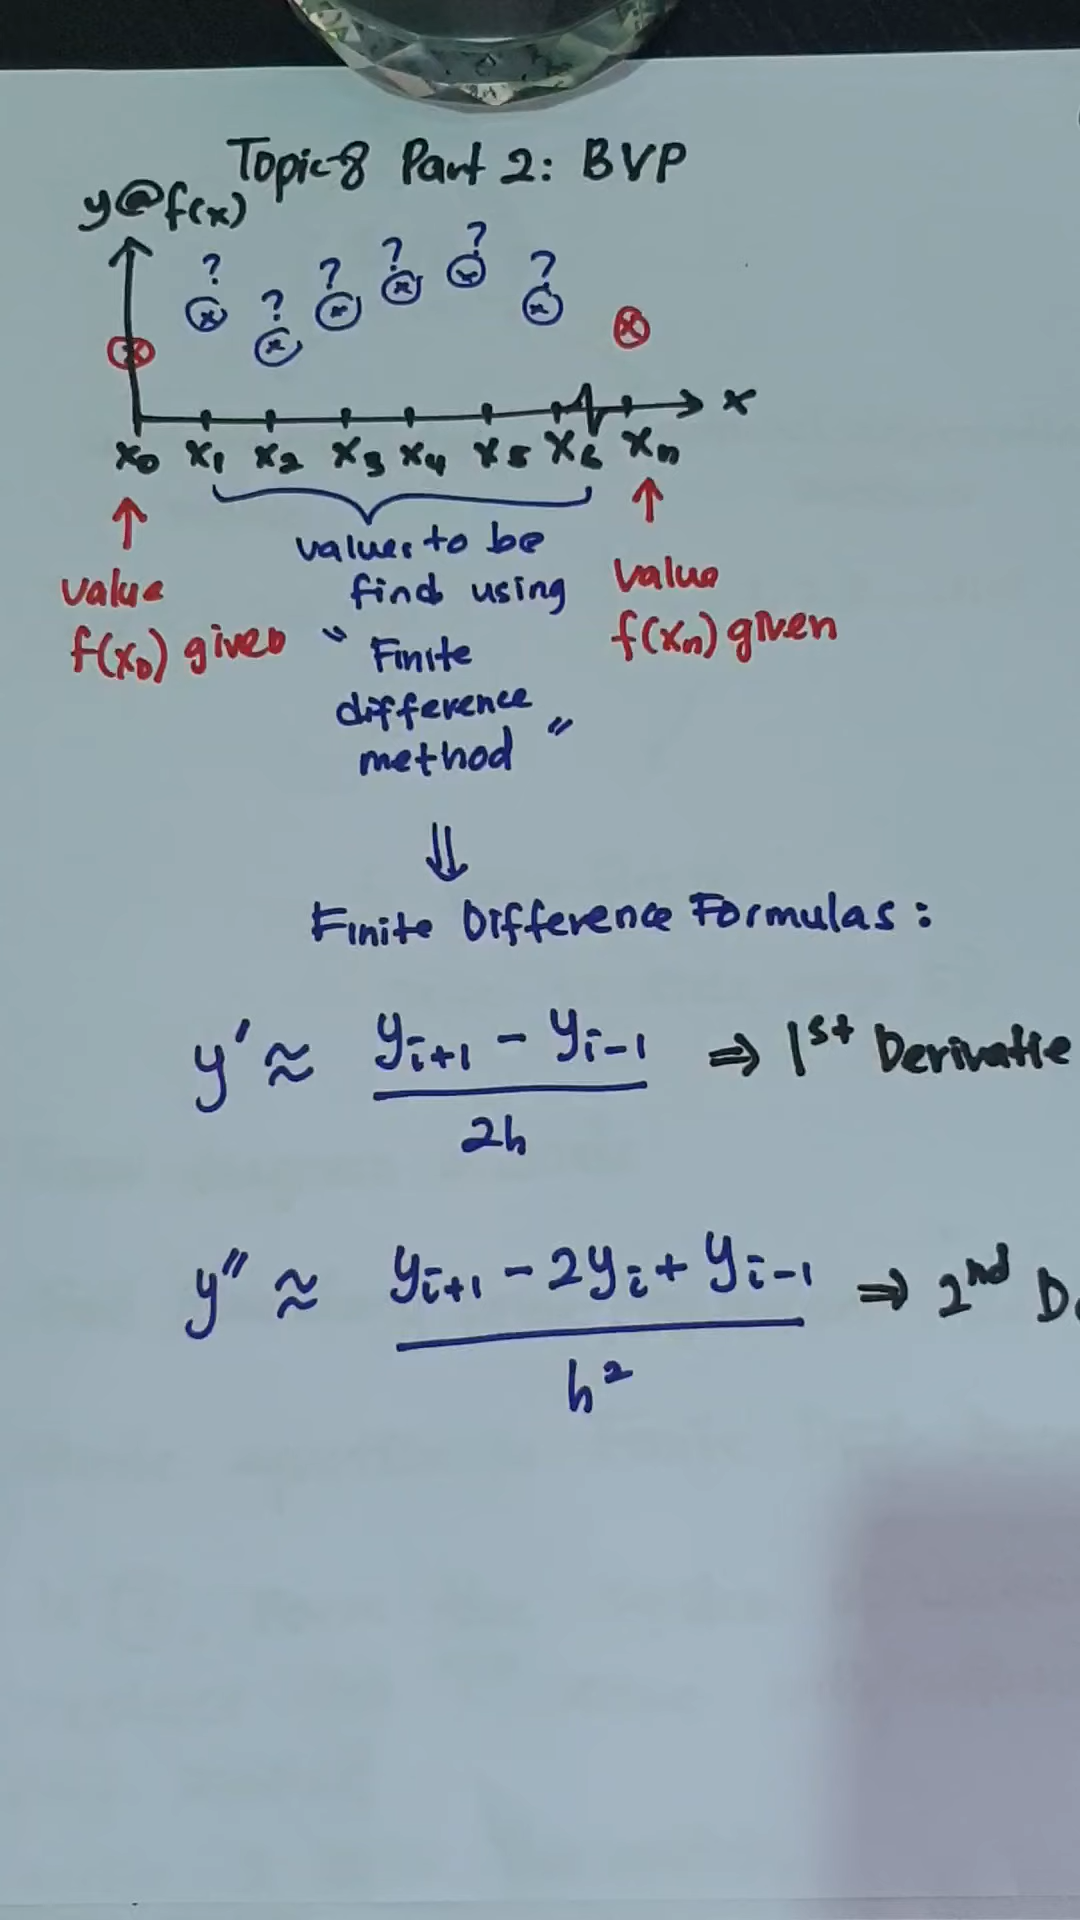 Topic 8 Part 2: BVP
y@f(x)
? ? ? ? ? ?
x
x₀ x₁ x₂ x₃ x₄ x₅ x₆ xₙ
value
f(x₀) given
values to be
find using
" Finite
difference
method "
value
f(xₙ) given
⇓
Finite Difference Formulas:
y' ≈ (yᵢ₊₁ - yᵢ₋₁) / 2h ⇒ 1st Derivatie
y'' ≈ (yᵢ₊₁ - 2yᵢ + yᵢ₋₁) / h² ⇒ 2nd D